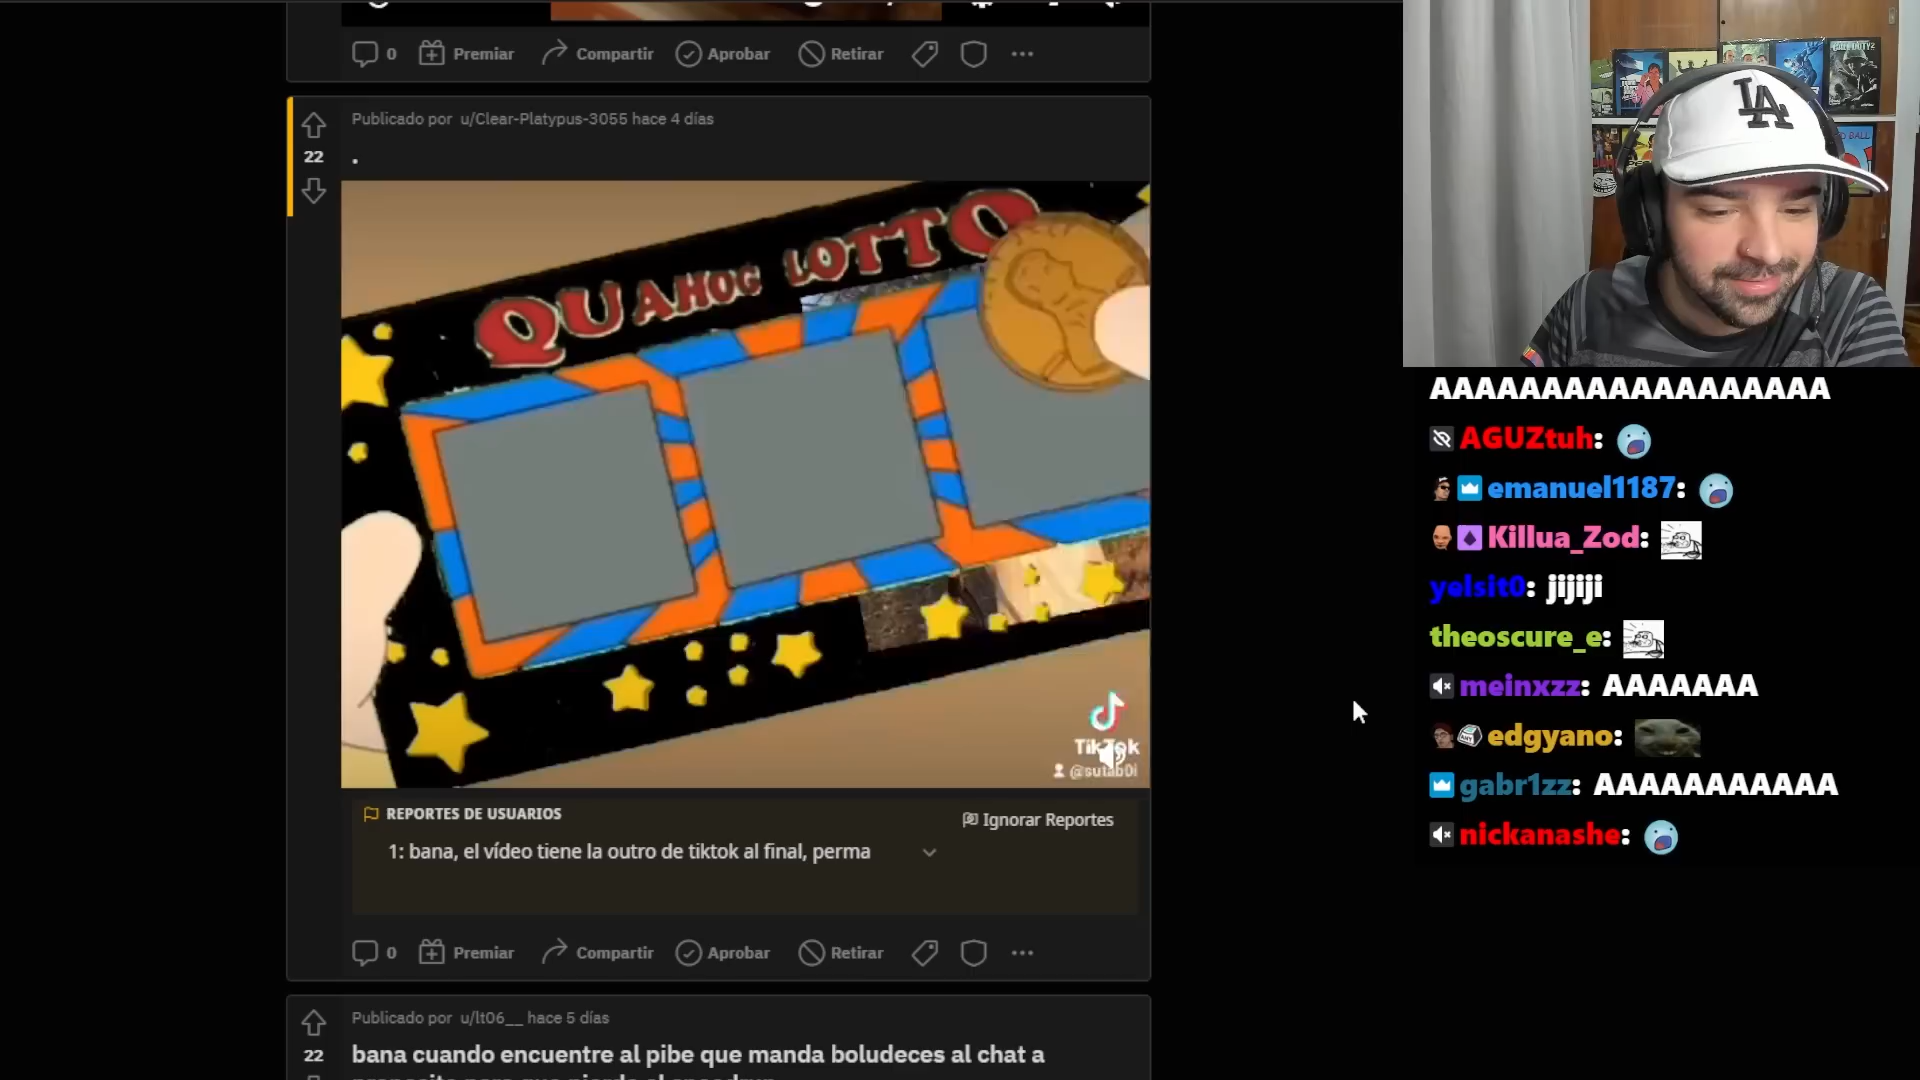 0 Premiar Compartir Aprobar Retirar
Publicado por u/Clear-Platypus-3055 hace 4 días
22
.
QUAHOG LOTTO
TikTok
@sutab0i
REPORTES DE USUARIOS
Ignorar Reportes
1: bana, el vídeo tiene la outro de tiktok al final, perma
0 Premiar Compartir Aprobar Retirar
Publicado por u/lt06__ hace 5 días
22
bana cuando encuentre al pibe que manda boludeces al chat a
LA
AAAAAAAAAAAAAAAAAA
AGUZtuh:
emanuel1187:
Killua_Zod:
yelsit0: jijiji
theoscure_e:
meinxzz: AAAAAAA
edgyano:
gabr1zz: AAAAAAAAAAA
nickanashe: